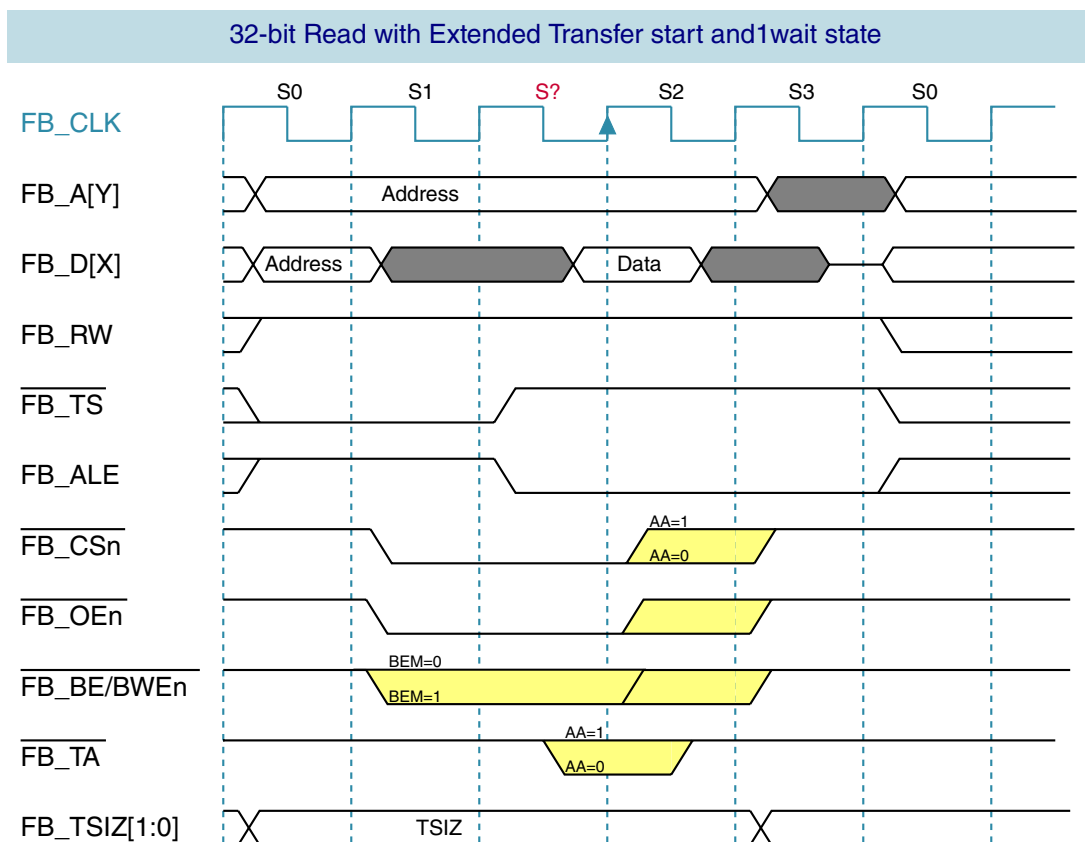 32-bit Read with Extended Transfer start and1wait state
S0 S1 S? S2 S3 S0
FB_CLK
FB_A[Y] Address
FB_D[X] Address Data
FB_RW
FB_TS
FB_ALE
AA=1
FB_CSn AA=0
FB_OEn
BEM=0
FB_BE/BWEn BEM=1
AA=1
FB_TA AA=0
FB_TSIZ[1:0] TSIZ